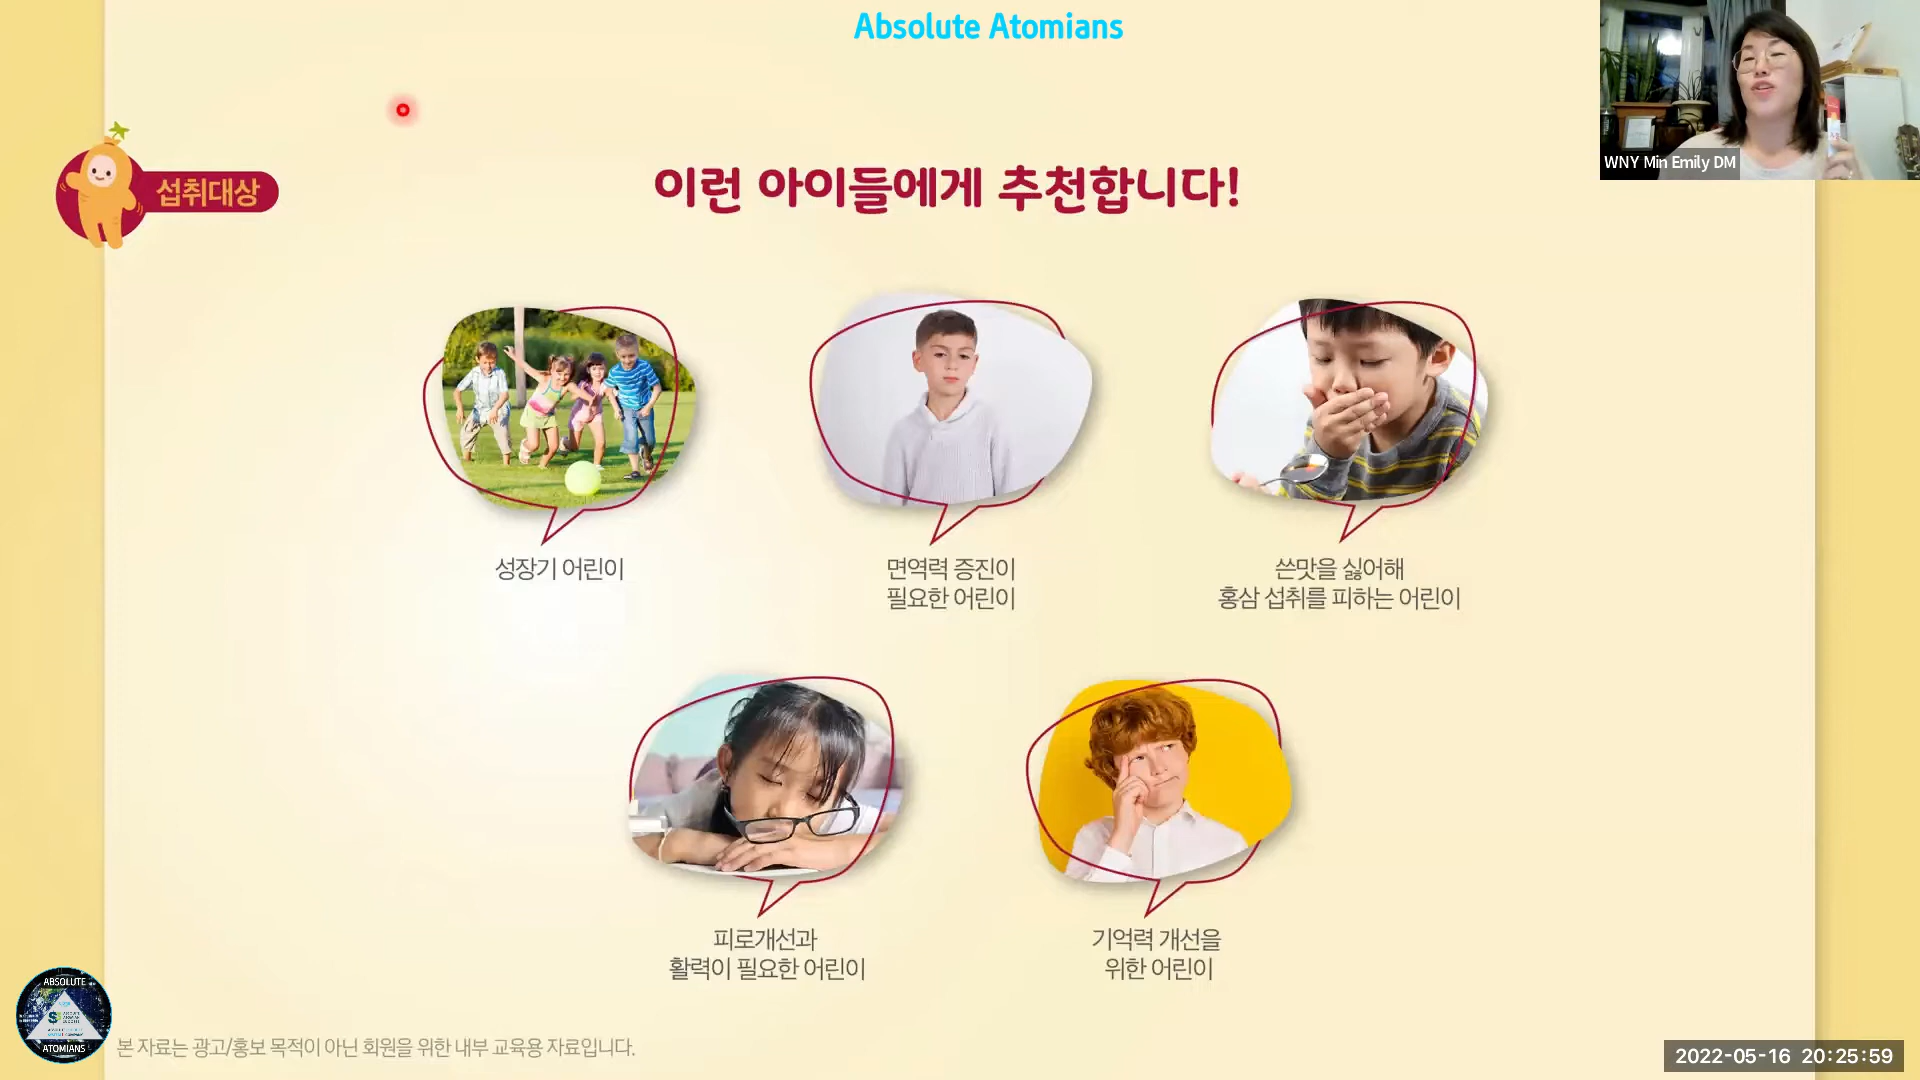 Absolute Atomians
WNY Min Emily DM
섭취대상
이런 아이들에게 추천합니다!
성장기 어린이
면역력 증진이
필요한 어린이
쓴맛을 싫어해
홍삼 섭취를 피하는 어린이
피로개선과
활력이 필요한 어린이
기억력 개선을
위한 어린이
ABSOLUTE
ATOMIANS
본 자료는 광고/홍보 목적이 아닌 회원을 위한 내부 교육용 자료입니다.
2022-05-16 20:25:59